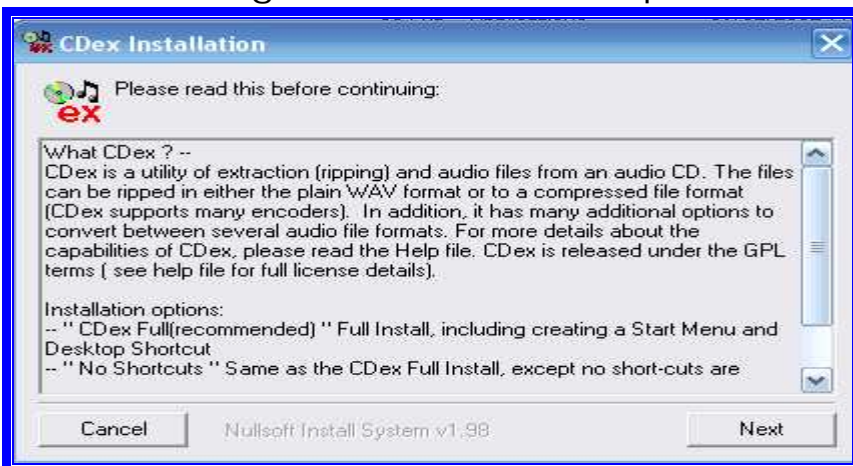 CDex Installation
Please read this before continuing:
ex
What CDex ? --
CDex is a utility of extraction (ripping) and audio files from an audio CD. The files
can be ripped in either the plain WAV format or to a compressed file format
(CDex supports many encoders).  In addition, it has many additional options to
convert between several audio file formats. For more details about the
capabilities of CDex, please read the Help file. CDex is released under the GPL
terms ( see help file for full license details).
Installation options:
-- " CDex Full(recommended) " Full Install, including creating a Start Menu and
Desktop Shortcut
-- " No Shortcuts " Same as the CDex Full Install, except no short-cuts are
Cancel
Nullsoft Install System v1.98
Next